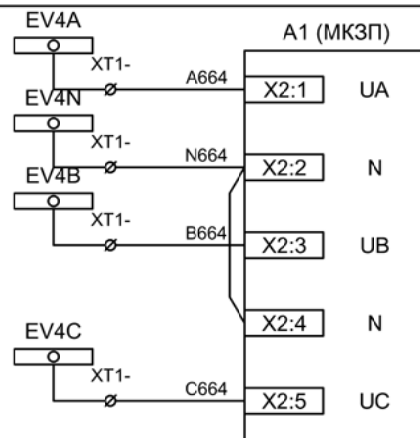 EV4A
A1 (МКЗП)
XT1-
A664
X2:1
UA
EV4N
XT1-
N664
X2:2
N
EV4B
XT1-
B664
X2:3
UB
X2:4
N
EV4C
XT1-
C664
X2:5
UC